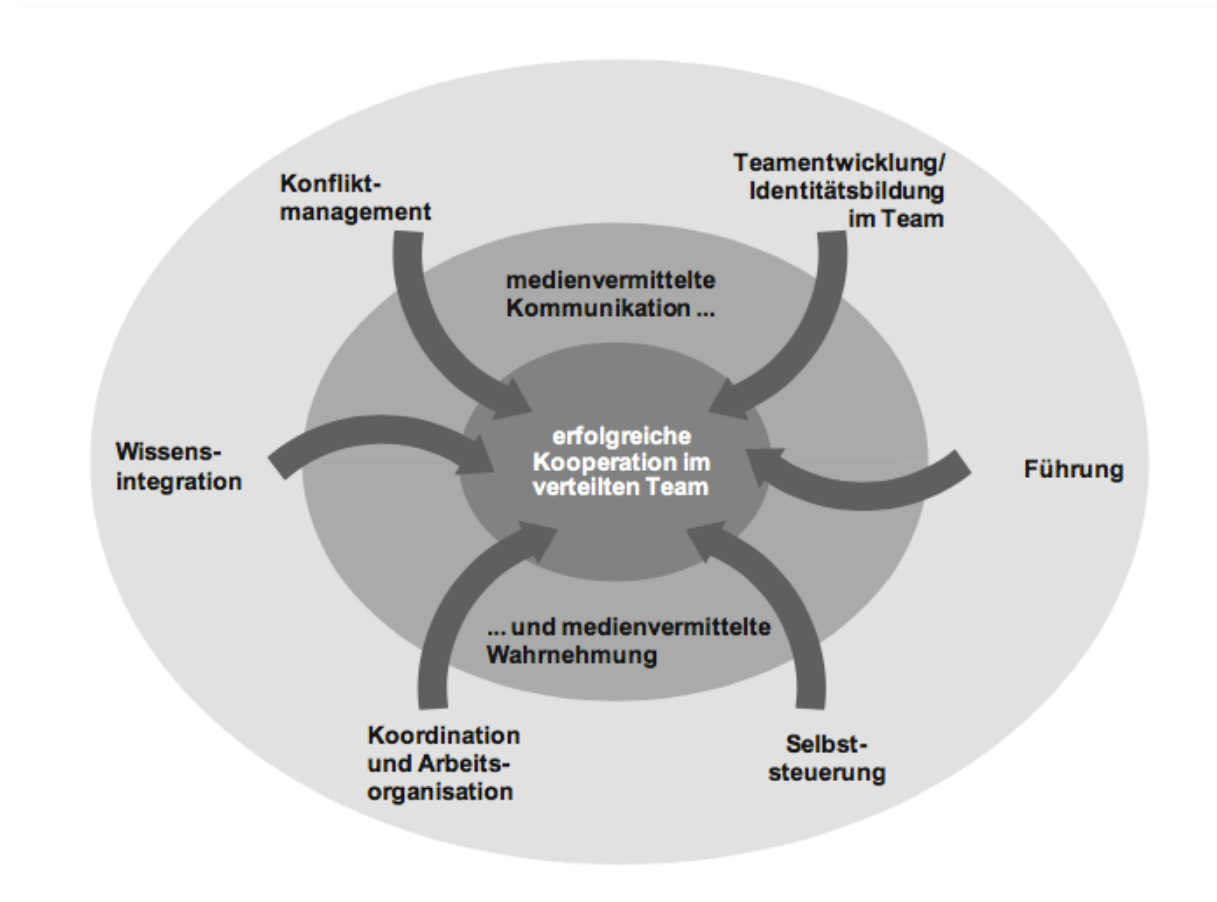 Konflikt-
management
Teamentwicklung/
Identitätsbildung
im Team
medienvermittelte
Kommunikation ...
erfolgreiche
Kooperation im
verteilten Team
Wissens-
integration
Führung
... und medienvermittelte
Wahrnehmung
Koordination
und Arbeits-
organisation
Selbst-
steuerung